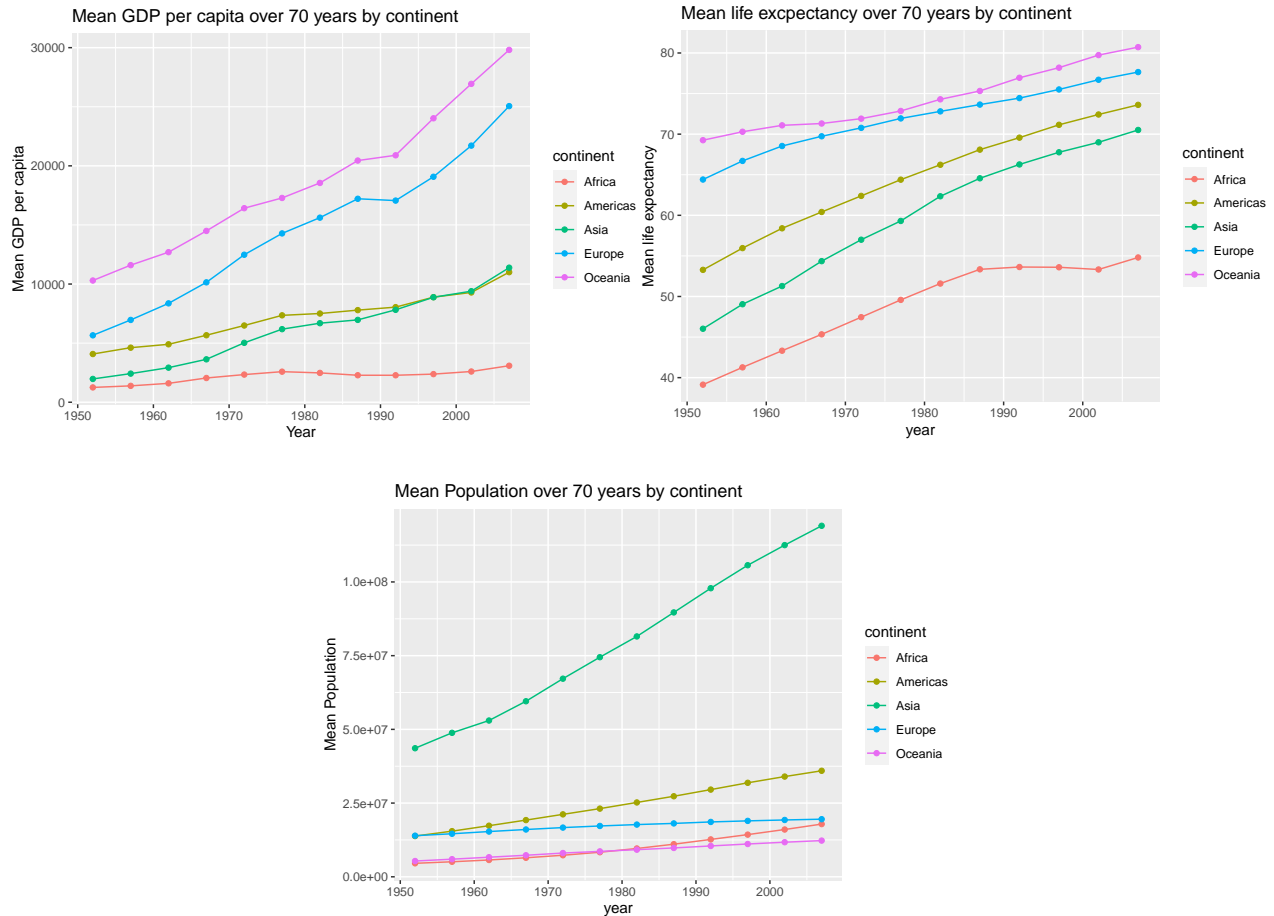 Mean GDP per capita over 70 years by continent
30000
20000
10000
0
Mean GDP per capita
1950 1960 1970 1980 1990 2000
Year
continent
Africa
Americas
Asia
Europe
Oceania
Mean life excpectancy over 70 years by continent
80
70
60
50
40
Mean life expectancy
1950 1960 1970 1980 1990 2000
year
continent
Africa
Americas
Asia
Europe
Oceania
Mean Population over 70 years by continent
1.0e+08
7.5e+07
5.0e+07
2.5e+07
0.0e+00
Mean Population
1950 1960 1970 1980 1990 2000
year
continent
Africa
Americas
Asia
Europe
Oceania